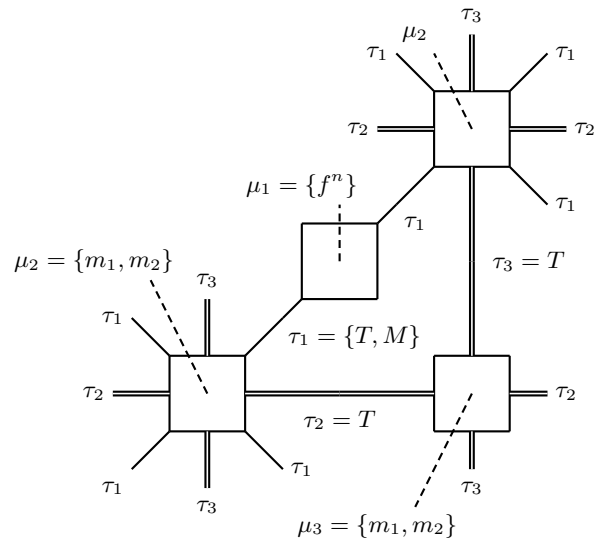 τ₃
μ₂
τ₁ τ₁
τ₂ τ₂
μ₁ = {fⁿ}
τ₁ τ₁
μ₂ = {m₁, m₂} τ₃ τ₃ = T
τ₁ τ₁ = {T, M}
τ₂ τ₂ = T τ₂
τ₁ τ₃ τ₁ τ₃
μ₃ = {m₁, m₂}